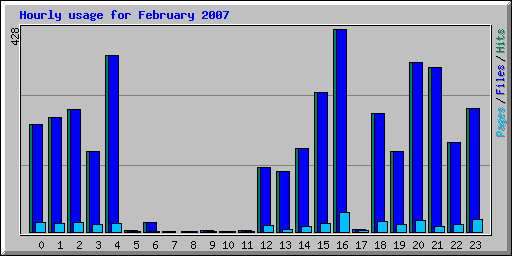 Hourly usage for February 2007
428
Pages / Files / Hits
0 1 2 3 4 5 6 7 8 9 10 11 12 13 14 15 16 17 18 19 20 21 22 23